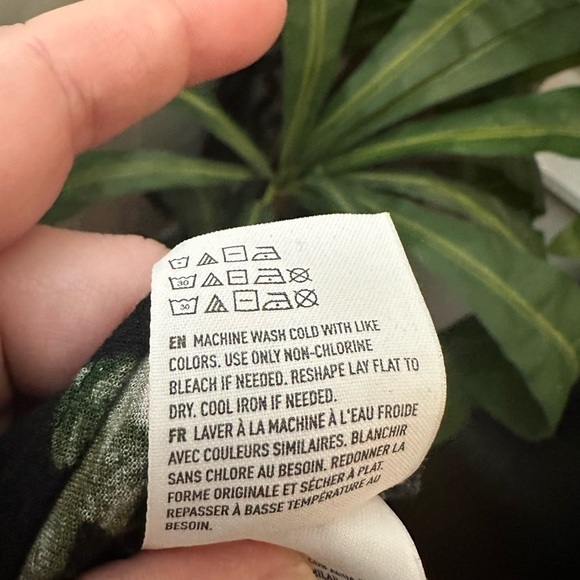 30
30
EN MACHINE WASH COLD WITH LIKE
COLORS. USE ONLY NON-CHLORINE
BLEACH IF NEEDED. RESHAPE LAY FLAT TO
DRY. COOL IRON IF NEEDED.
FR LAVER À LA MACHINE À L'EAU FROIDE
AVEC COULEURS SIMILAIRES. BLANCHIR
SANS CHLORE AU BESOIN. REDONNER LA
FORME ORIGINALE ET SÉCHER À PLAT.
REPASSER À BASSE TEMPÉRATURE AU
BESOIN.